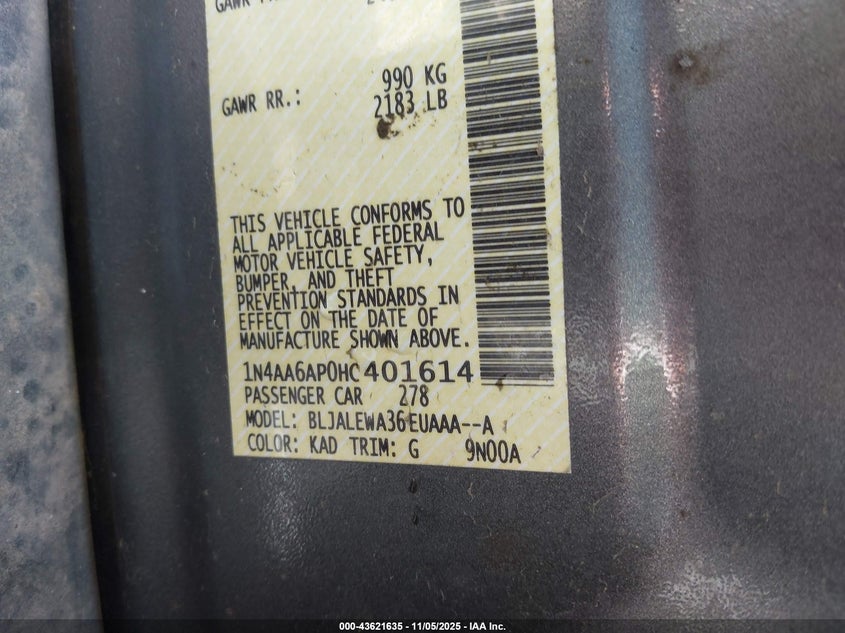 990 KG
GAWR RR.: 2183 LB
THIS VEHICLE CONFORMS TO
ALL APPLICABLE FEDERAL
MOTOR VEHICLE SAFETY,
BUMPER, AND THEFT
PREVENTION STANDARDS IN
EFFECT ON THE DATE OF
MANUFACTURE SHOWN ABOVE.
1N4AA6AP0HC401614
PASSENGER CAR 278
MODEL: BLJALEWA36EUAAA--A
COLOR: KAD TRIM: G 9N00A
000-43621635 - 11/05/2025 - IAA Inc.